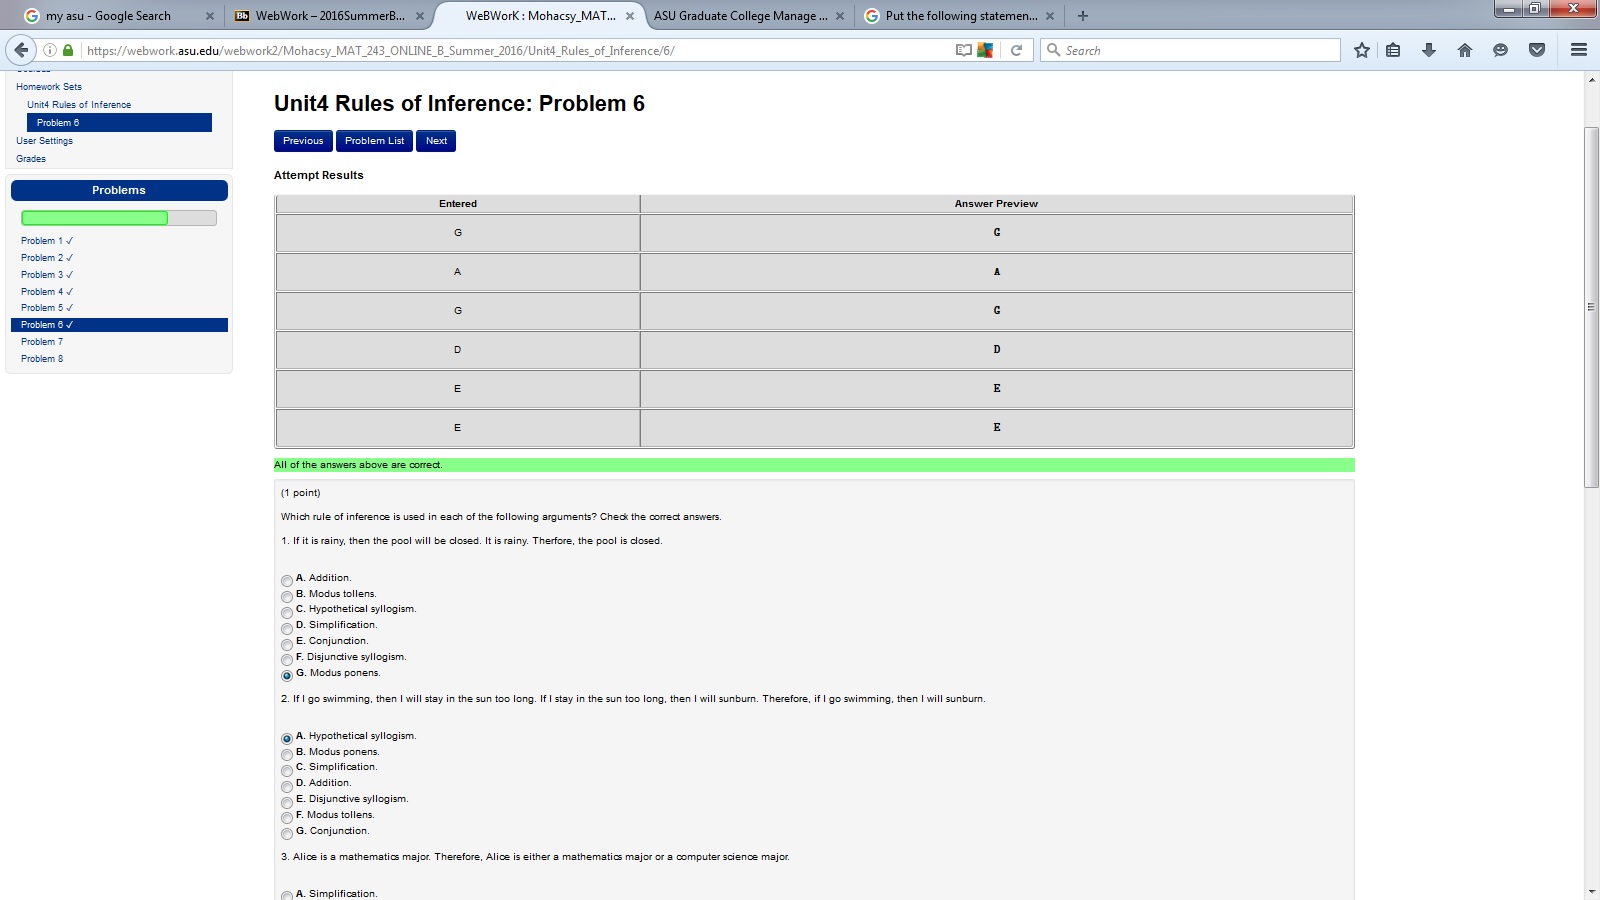 my asu - Google Search
WebWork – 2016SummerB...
WeBWorK : Mohacsy_MAT...
ASU Graduate College Manage ...
Put the following statemen...
https://webwork.asu.edu/webwork2/Mohacsy_MAT_243_ONLINE_B_Summer_2016/Unit4_Rules_of_Inference/6/
Search
Homework Sets
Unit4 Rules of Inference
Problem 6
User Settings
Grades
Problems
Problem 1 ✓
Problem 2 ✓
Problem 3 ✓
Problem 4 ✓
Problem 5 ✓
Problem 6 ✓
Problem 7
Problem 8
Unit4 Rules of Inference: Problem 6
Previous Problem List Next
Attempt Results
Entered Answer Preview
G G
A A
G G
D D
E E
E E
All of the answers above are correct.
(1 point)
Which rule of inference is used in each of the following arguments? Check the correct answers.
1. If it is rainy, then the pool will be closed. It is rainy. Therfore, the pool is closed.
A. Addition.
B. Modus tollens.
C. Hypothetical syllogism.
D. Simplification.
E. Conjunction.
F. Disjunctive syllogism.
G. Modus ponens.
2. If I go swimming, then I will stay in the sun too long. If I stay in the sun too long, then I will sunburn. Therefore, if I go swimming, then I will sunburn.
A. Hypothetical syllogism.
B. Modus ponens.
C. Simplification.
D. Addition.
E. Disjunctive syllogism.
F. Modus tollens.
G. Conjunction.
3. Alice is a mathematics major. Therefore, Alice is either a mathematics major or a computer science major.
A. Simplification.